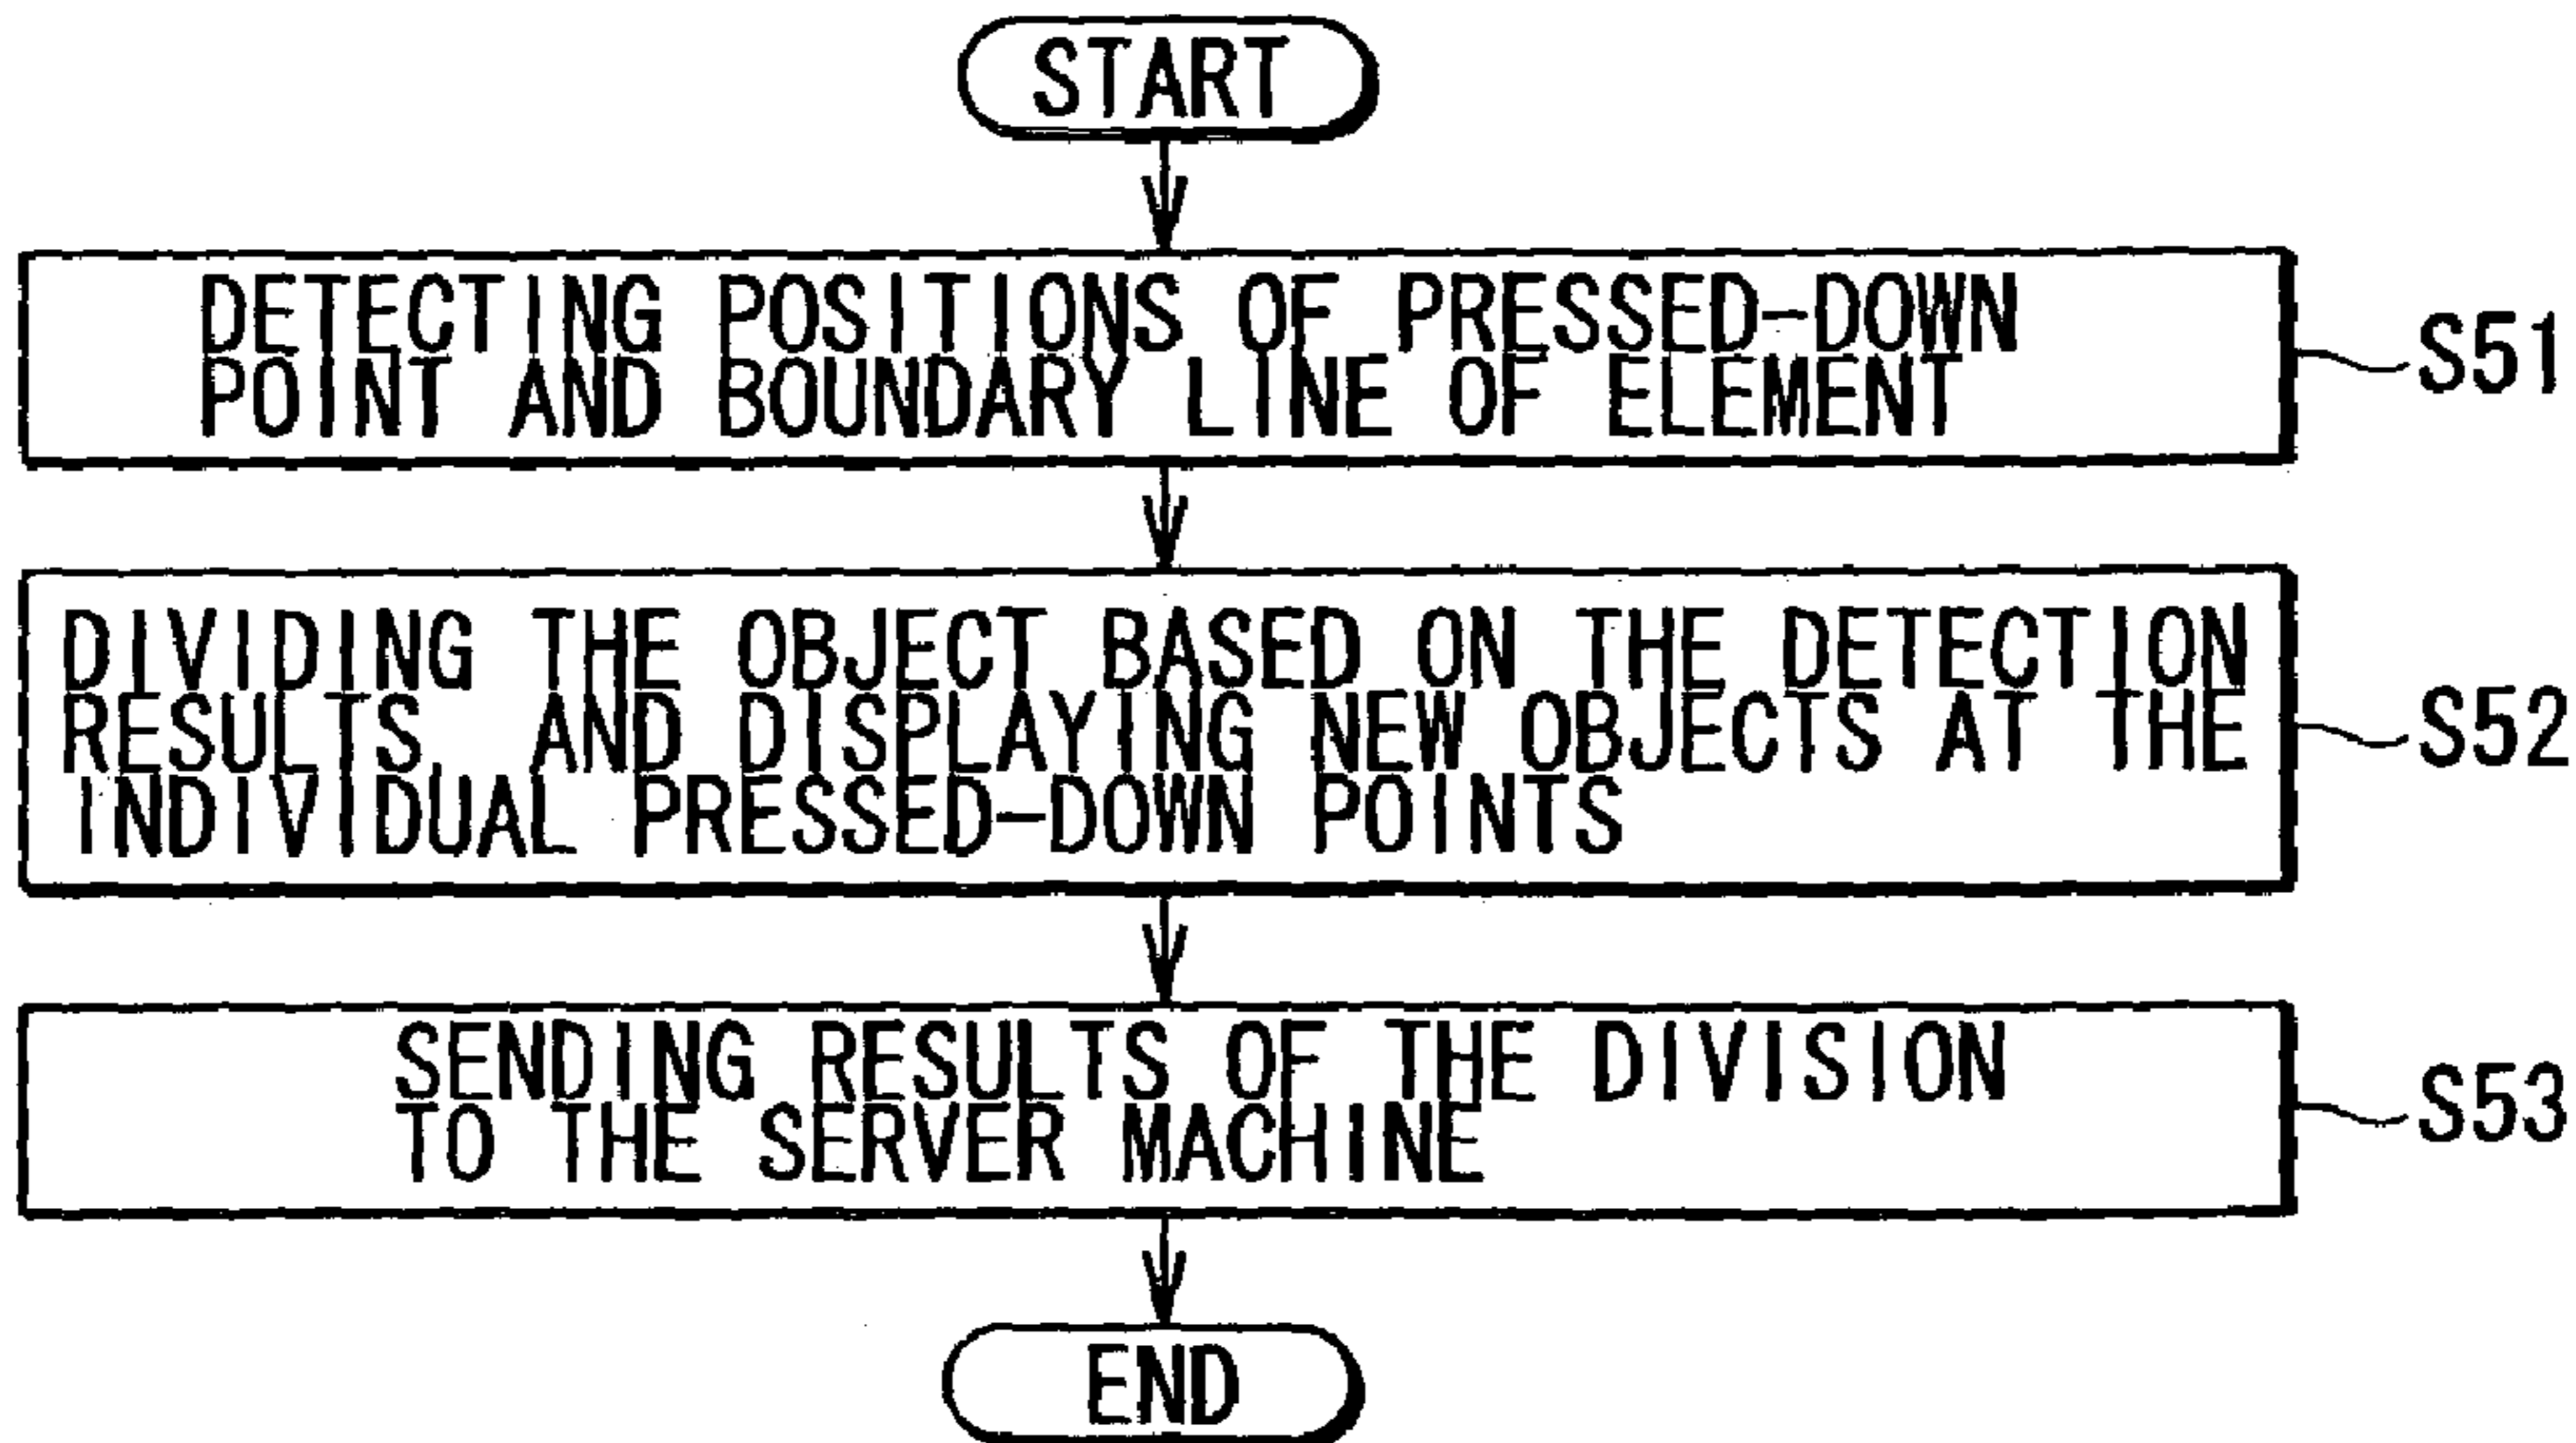 START
DETECTING POSITIONS OF PRESSED-DOWN
POINT AND BOUNDARY LINE OF ELEMENT
S51
DIVIDING THE OBJECT BASED ON THE DETECTION
RESULTS, AND DISPLAYING NEW OBJECTS AT THE
INDIVIDUAL PRESSED-DOWN POINTS
S52
SENDING RESULTS OF THE DIVISION
TO THE SERVER MACHINE
S53
END